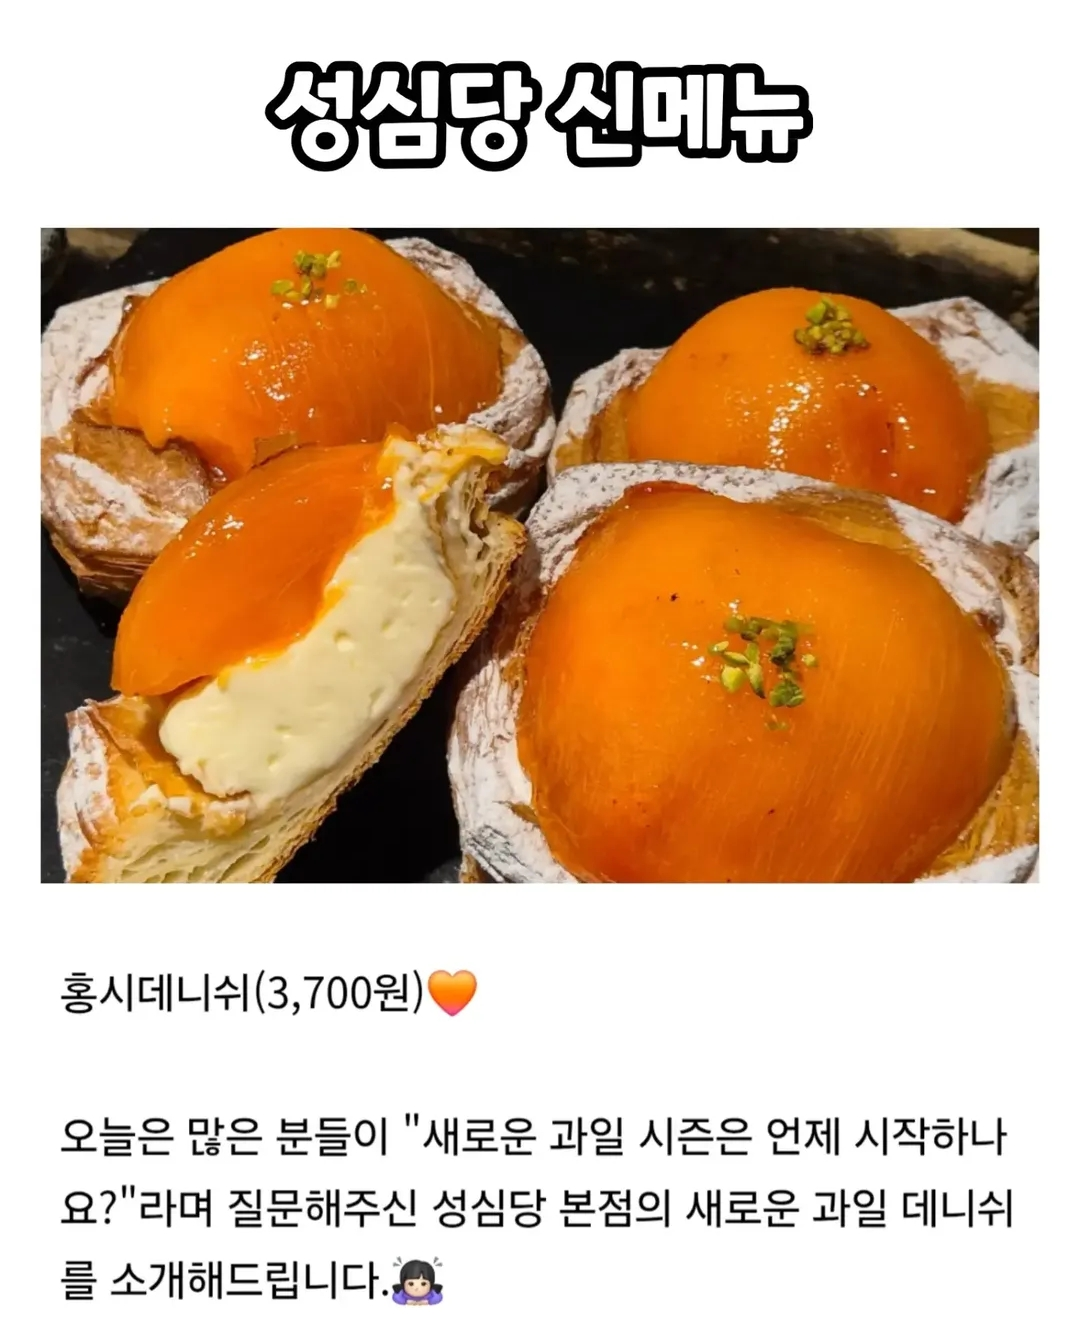 성심당 신메뉴
홍시데니쉬(3,700원)🧡
오늘은 많은 분들이 "새로운 과일 시즌은 언제 시작하나
요?"라며 질문해주신 성심당 본점의 새로운 과일 데니쉬
를 소개해드립니다.🙇🏻‍♀️